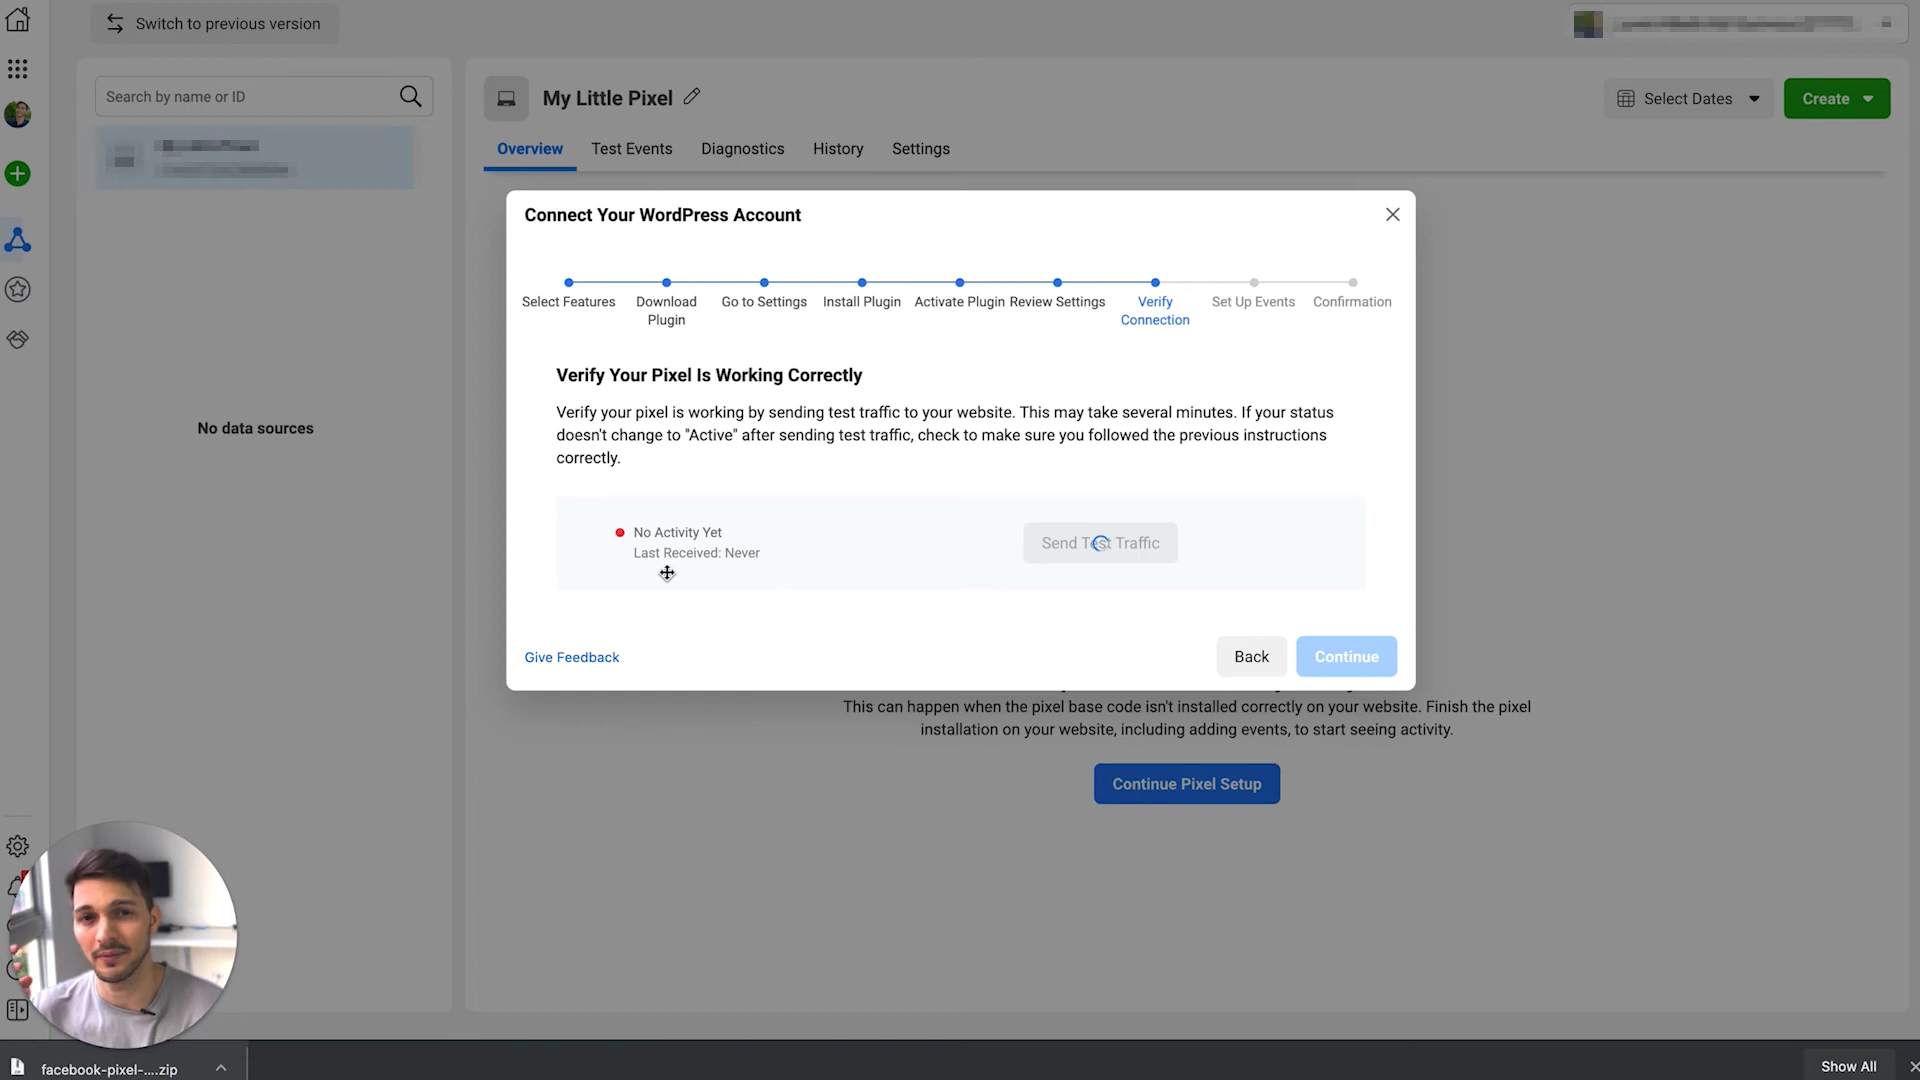 Switch to previous version
Search by name or ID
My Little Pixel
Select Dates
Create
Overview
Test Events
Diagnostics
History
Settings
No data sources
Connect Your WordPress Account
Select Features
Download
Plugin
Go to Settings
Install Plugin
Activate Plugin
Review Settings
Verify
Connection
Set Up Events
Confirmation
Verify Your Pixel Is Working Correctly
Verify your pixel is working by sending test traffic to your website. This may take several minutes. If your status
doesn't change to "Active" after sending test traffic, check to make sure you followed the previous instructions
correctly.
No Activity Yet
Last Received: Never
Send Test Traffic
Give Feedback
Back
Continue
This can happen when the pixel base code isn't installed correctly on your website. Finish the pixel
installation on your website, including adding events, to start seeing activity.
Continue Pixel Setup
facebook-pixel-....zip
Show All